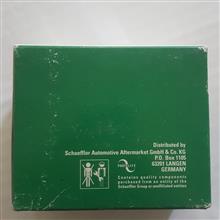 Distributed by
Schaeffler Automotive Aftermarket GmbH & Co. KG
P.O. Box 1105
63201 LANGEN
GERMANY
Contains quality components
purchased from an entity of the
Schaeffler Group or unaffiliated entities